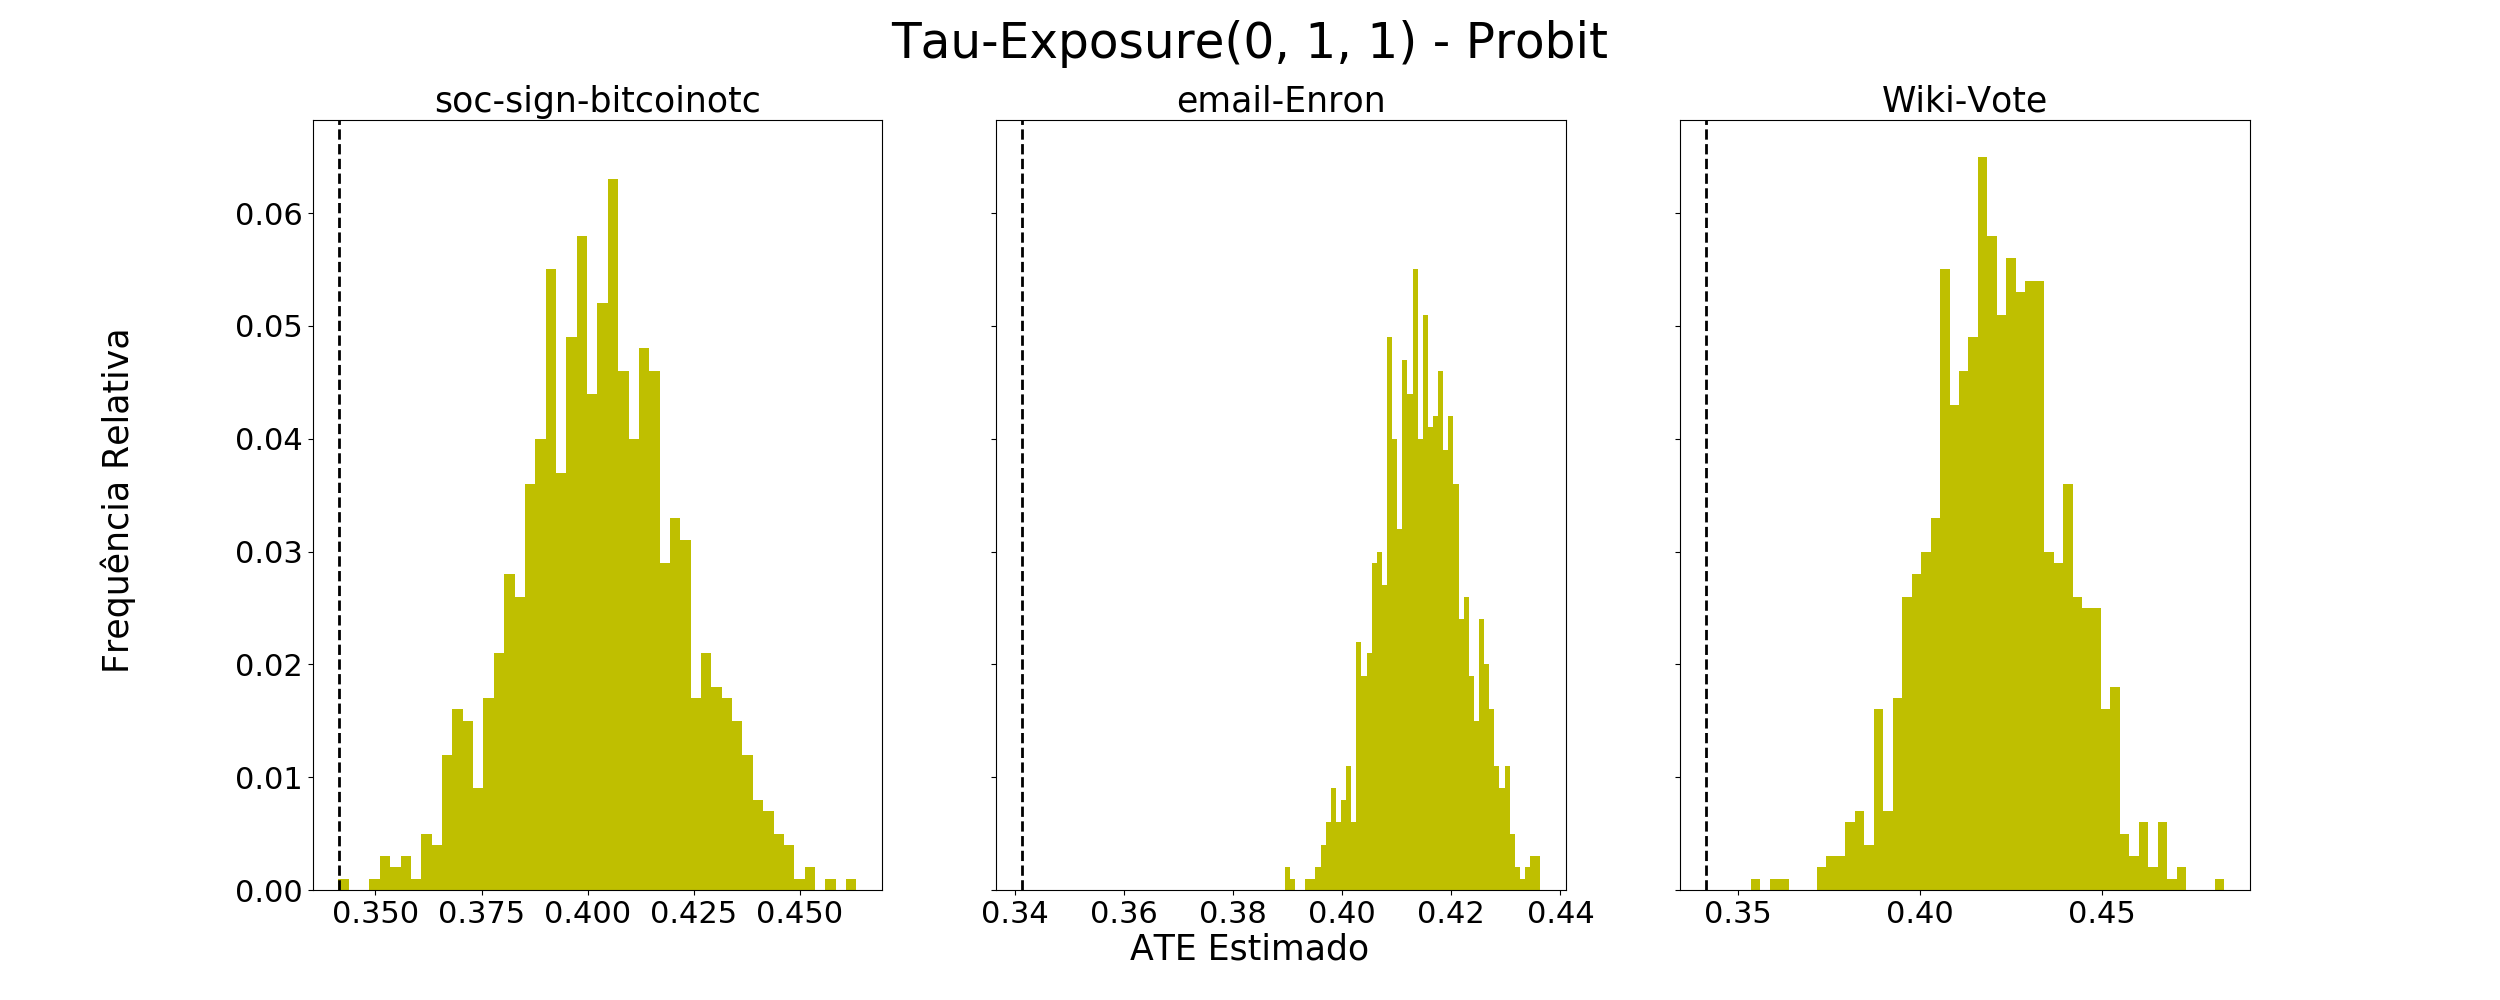 Tau-Exposure(0, 1, 1) - Probit
soc-sign-bitcoinotc
email-Enron
Wiki-Vote
Frequência Relativa
0.06
0.05
0.04
0.03
0.02
0.01
0.00
0.350 0.375 0.400 0.425 0.450
0.34 0.36 0.38 0.40 0.42 0.44
0.35 0.40 0.45
ATE Estimado